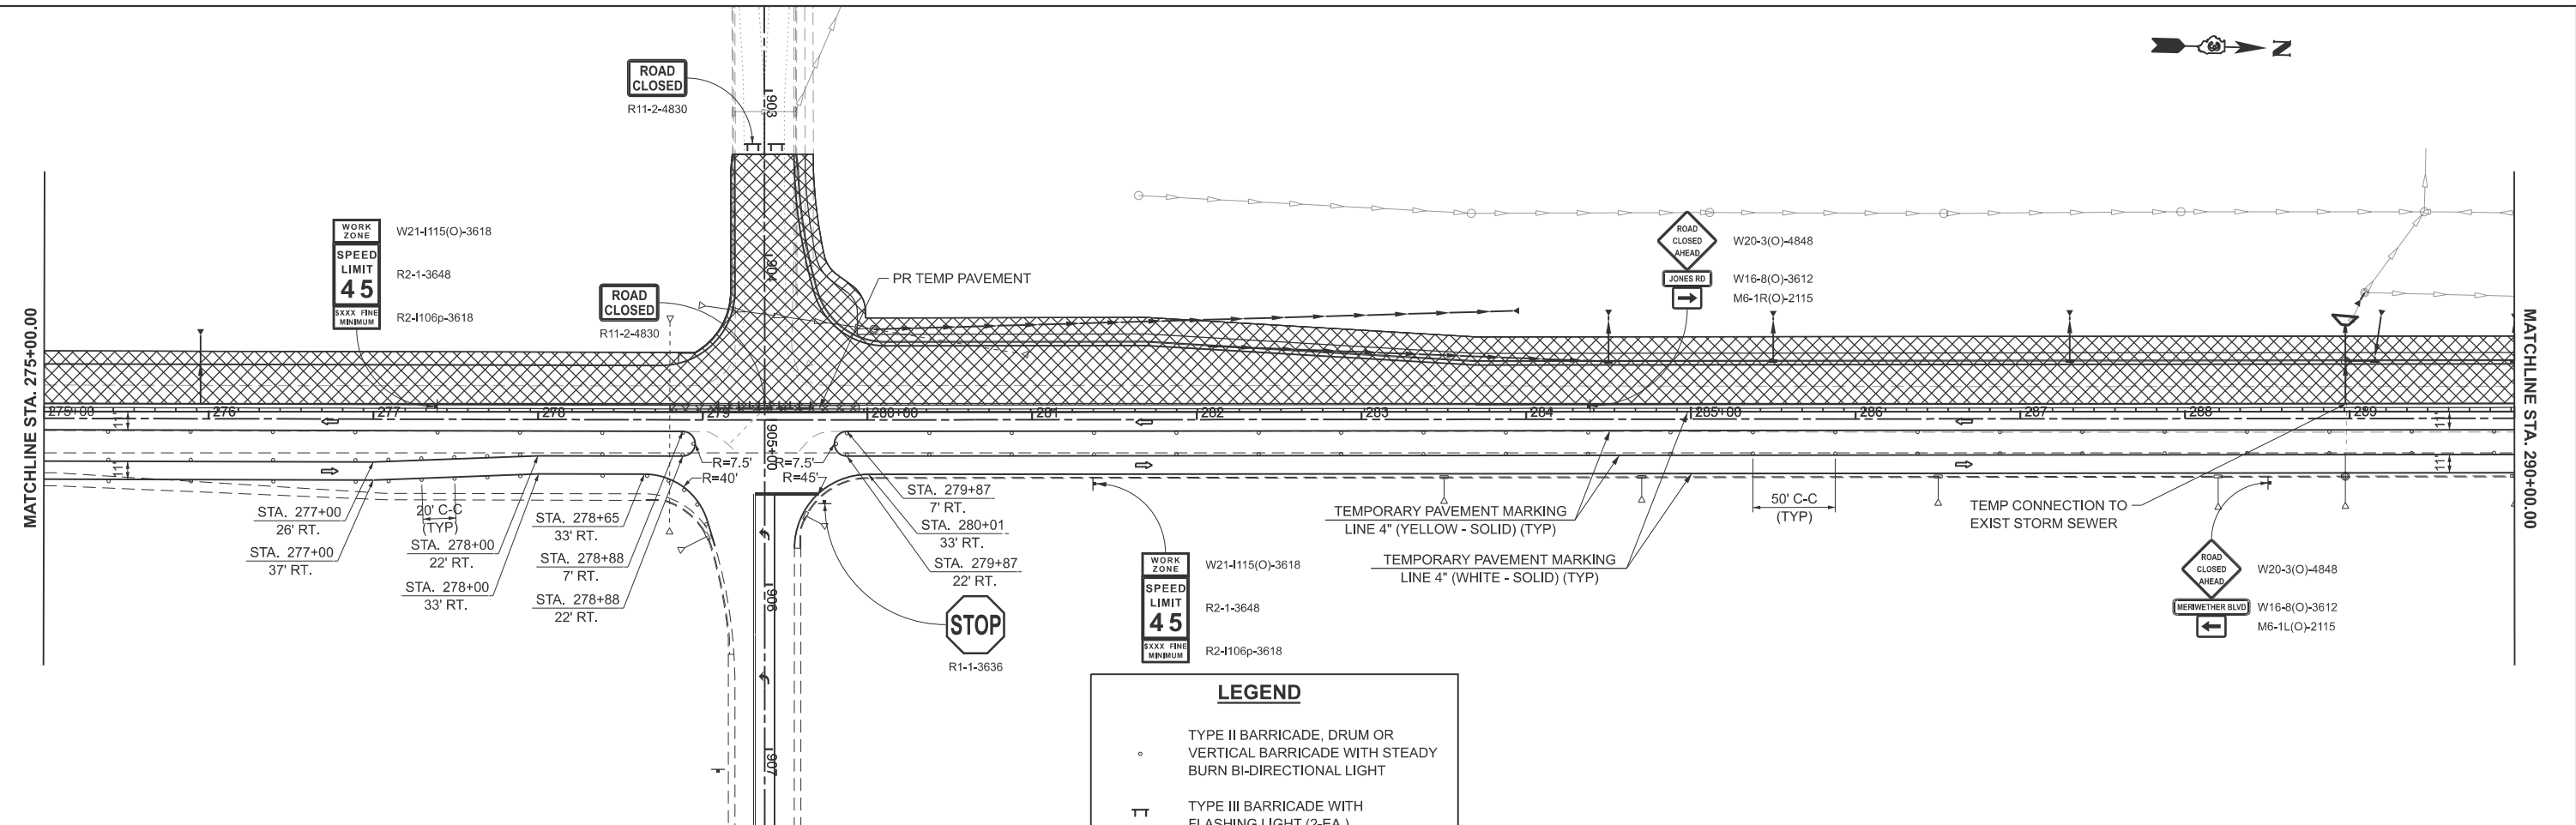 N
ROAD
CLOSED
R11-2-4830
903
904
905+00
906
907
WORK
ZONE
SPEED
LIMIT
45
$XXX FINE
MINIMUM
W21-I115(O)-3618
R2-1-3648
R2-I106p-3618
ROAD
CLOSED
R11-2-4830
PR TEMP PAVEMENT
ROAD
CLOSED
AHEAD
JONES RD
W20-3(O)-4848
W16-8(O)-3612
M6-1R(O)-2115
MATCHLINE STA. 275+00.00
MATCHLINE STA. 290+00.00
275+00
276
277
278
279
280+00
281
282
283
284
285+00
286
287
288
289
11'
11'
11'
11'
R=7.5'
R=7.5'
R=40'
R=45'
STA. 277+00
26' RT.
STA. 277+00
37' RT.
20' C-C
(TYP)
STA. 278+00
22' RT.
STA. 278+00
33' RT.
STA. 278+65
33' RT.
STA. 278+88
7' RT.
STA. 278+88
22' RT.
STA. 279+87
7' RT.
STA. 280+01
33' RT.
STA. 279+87
22' RT.
STOP
R1-1-3636
WORK
ZONE
SPEED
LIMIT
45
$XXX FINE
MINIMUM
W21-I115(O)-3618
R2-1-3648
R2-I106p-3618
TEMPORARY PAVEMENT MARKING
LINE 4" (YELLOW - SOLID) (TYP)
TEMPORARY PAVEMENT MARKING
LINE 4" (WHITE - SOLID) (TYP)
50' C-C
(TYP)
TEMP CONNECTION TO
EXIST STORM SEWER
ROAD
CLOSED
AHEAD
MERIWETHER BLVD
W20-3(O)-4848
W16-8(O)-3612
M6-1L(O)-2115
LEGEND
TYPE II BARRICADE, DRUM OR
VERTICAL BARRICADE WITH STEADY
BURN BI-DIRECTIONAL LIGHT
TYPE III BARRICADE WITH
FLASHING LIGHT (2-EA.)